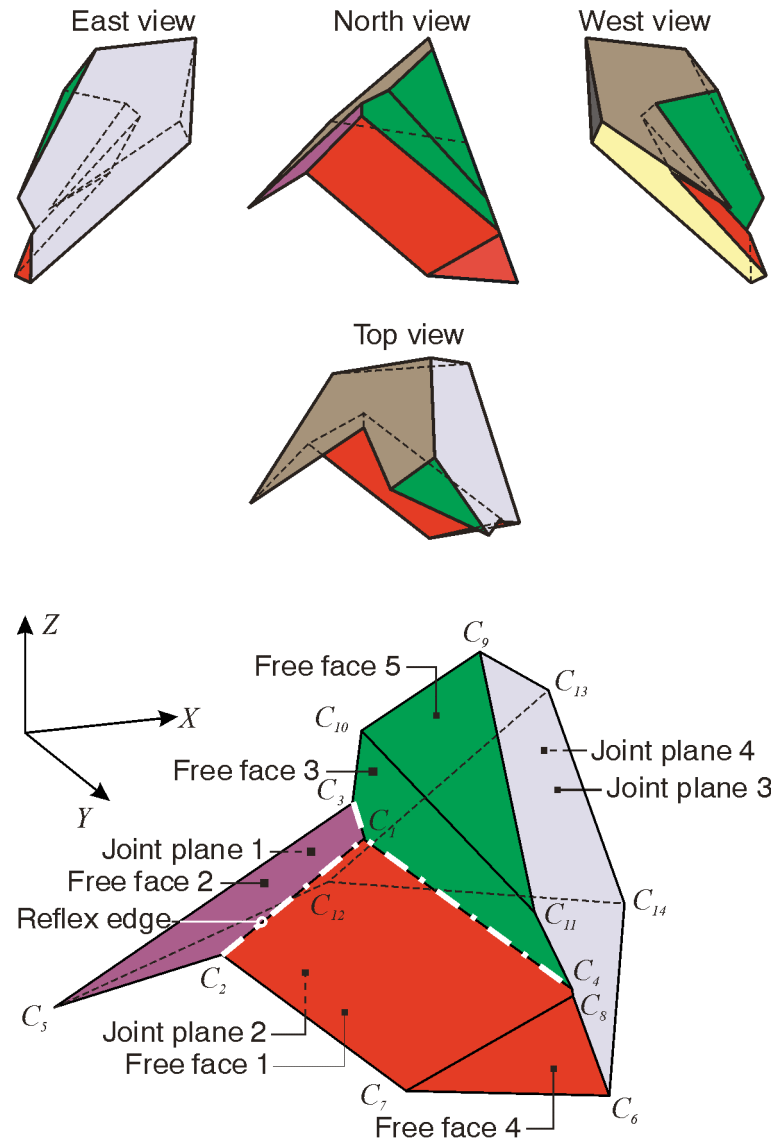 East view
North view
West view
Top view
Z
X
Y
C9
C13
Free face 5
C10
Joint plane 4
Free face 3
Joint plane 3
C3
C1
Joint plane 1
Free face 2
Reflex edge
C12
C11
C14
C2
C4
C5
C8
Joint plane 2
Free face 1
C7
C6
Free face 4